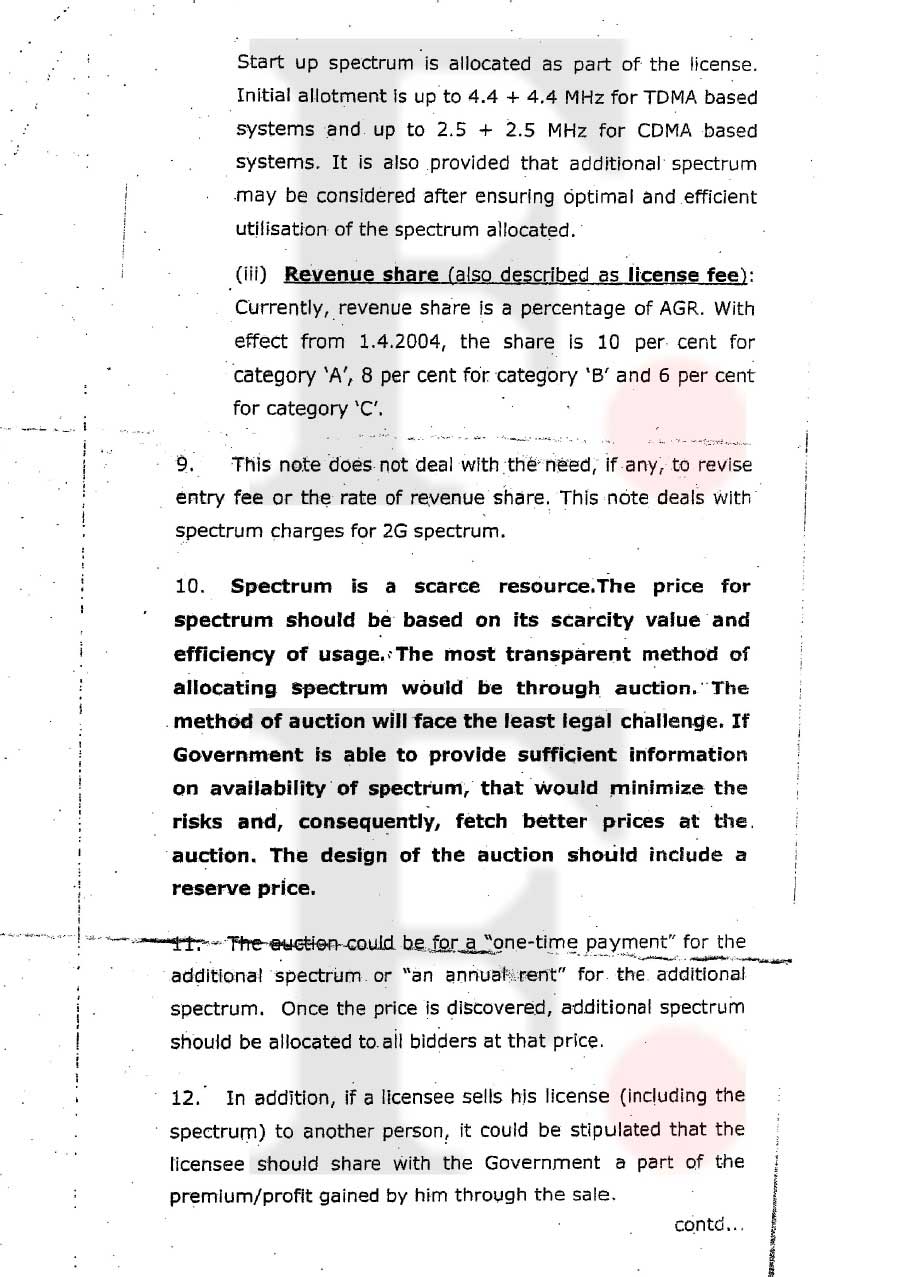 Start up spectrum is allocated as part of the license.
Initial allotment is up to 4.4 + 4.4 MHz for TDMA based
systems and up to 2.5 + 2.5 MHz for CDMA based
systems. It is also provided that additional spectrum
may be considered after ensuring optimal and efficient
utilisation of the spectrum allocated.
(iii) Revenue share (also described as license fee):
Currently, revenue share is a percentage of AGR. With
effect from 1.4.2004, the share is 10 per cent for
category ‘A’, 8 per cent for category ‘B’ and 6 per cent
for category ‘C’.
9. This note does not deal with the need, if any, to revise
entry fee or the rate of revenue share. This note deals with
spectrum charges for 2G spectrum.
10. Spectrum is a scarce resource.The price for
spectrum should be based on its scarcity value and
efficiency of usage. The most transparent method of
allocating spectrum would be through auction. The
method of auction will face the least legal challenge. If
Government is able to provide sufficient information
on availability of spectrum, that would minimize the
risks and, consequently, fetch better prices at the
auction. The design of the auction should include a
reserve price.
11. The auction could be for a “one-time payment” for the
additional spectrum or “an annual rent” for the additional
spectrum. Once the price is discovered, additional spectrum
should be allocated to all bidders at that price.
12. In addition, if a licensee sells his license (including the
spectrum) to another person, it could be stipulated that the
licensee should share with the Government a part of the
premium/profit gained by him through the sale.
contd...